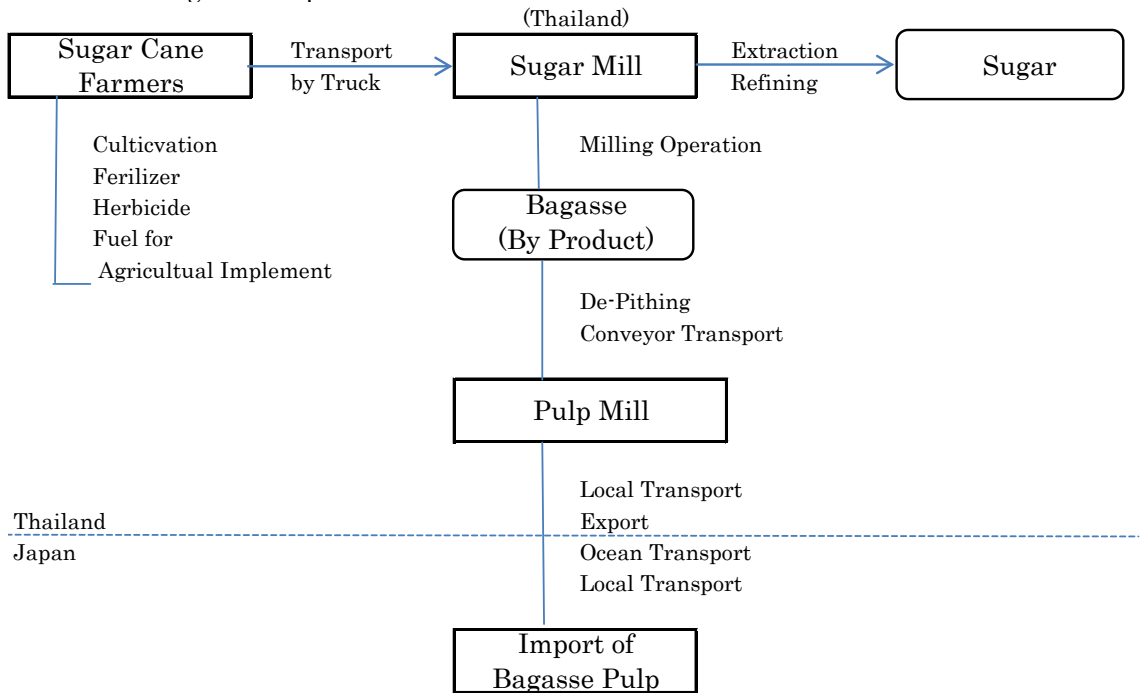 (Thailand)
Sugar Cane
Farmers
Transport
by Truck
Sugar Mill
Extraction
Refining
Sugar
Culticvation
Ferilizer
Herbicide
Fuel for
Agricultual Implement
Milling Operation
Bagasse
(By Product)
De-Pithing
Conveyor Transport
Pulp Mill
Local Transport
Export
Thailand
Japan
Ocean Transport
Local Transport
Import of
Bagasse Pulp